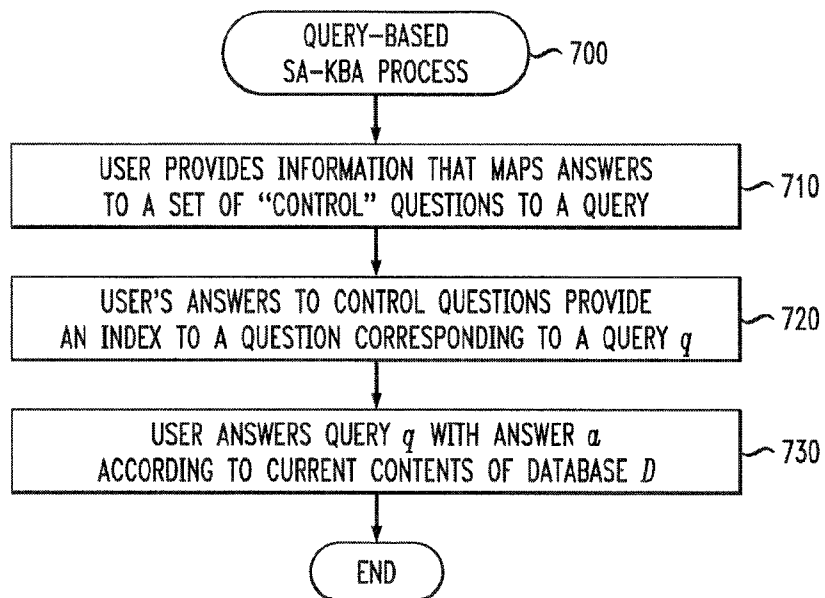 QUERY-BASED
SA-KBA PROCESS
700
USER PROVIDES INFORMATION THAT MAPS ANSWERS
TO A SET OF "CONTROL" QUESTIONS TO A QUERY
710
USER'S ANSWERS TO CONTROL QUESTIONS PROVIDE
AN INDEX TO A QUESTION CORRESPONDING TO A QUERY q
720
USER ANSWERS QUERY q WITH ANSWER a
ACCORDING TO CURRENT CONTENTS OF DATABASE D
730
END